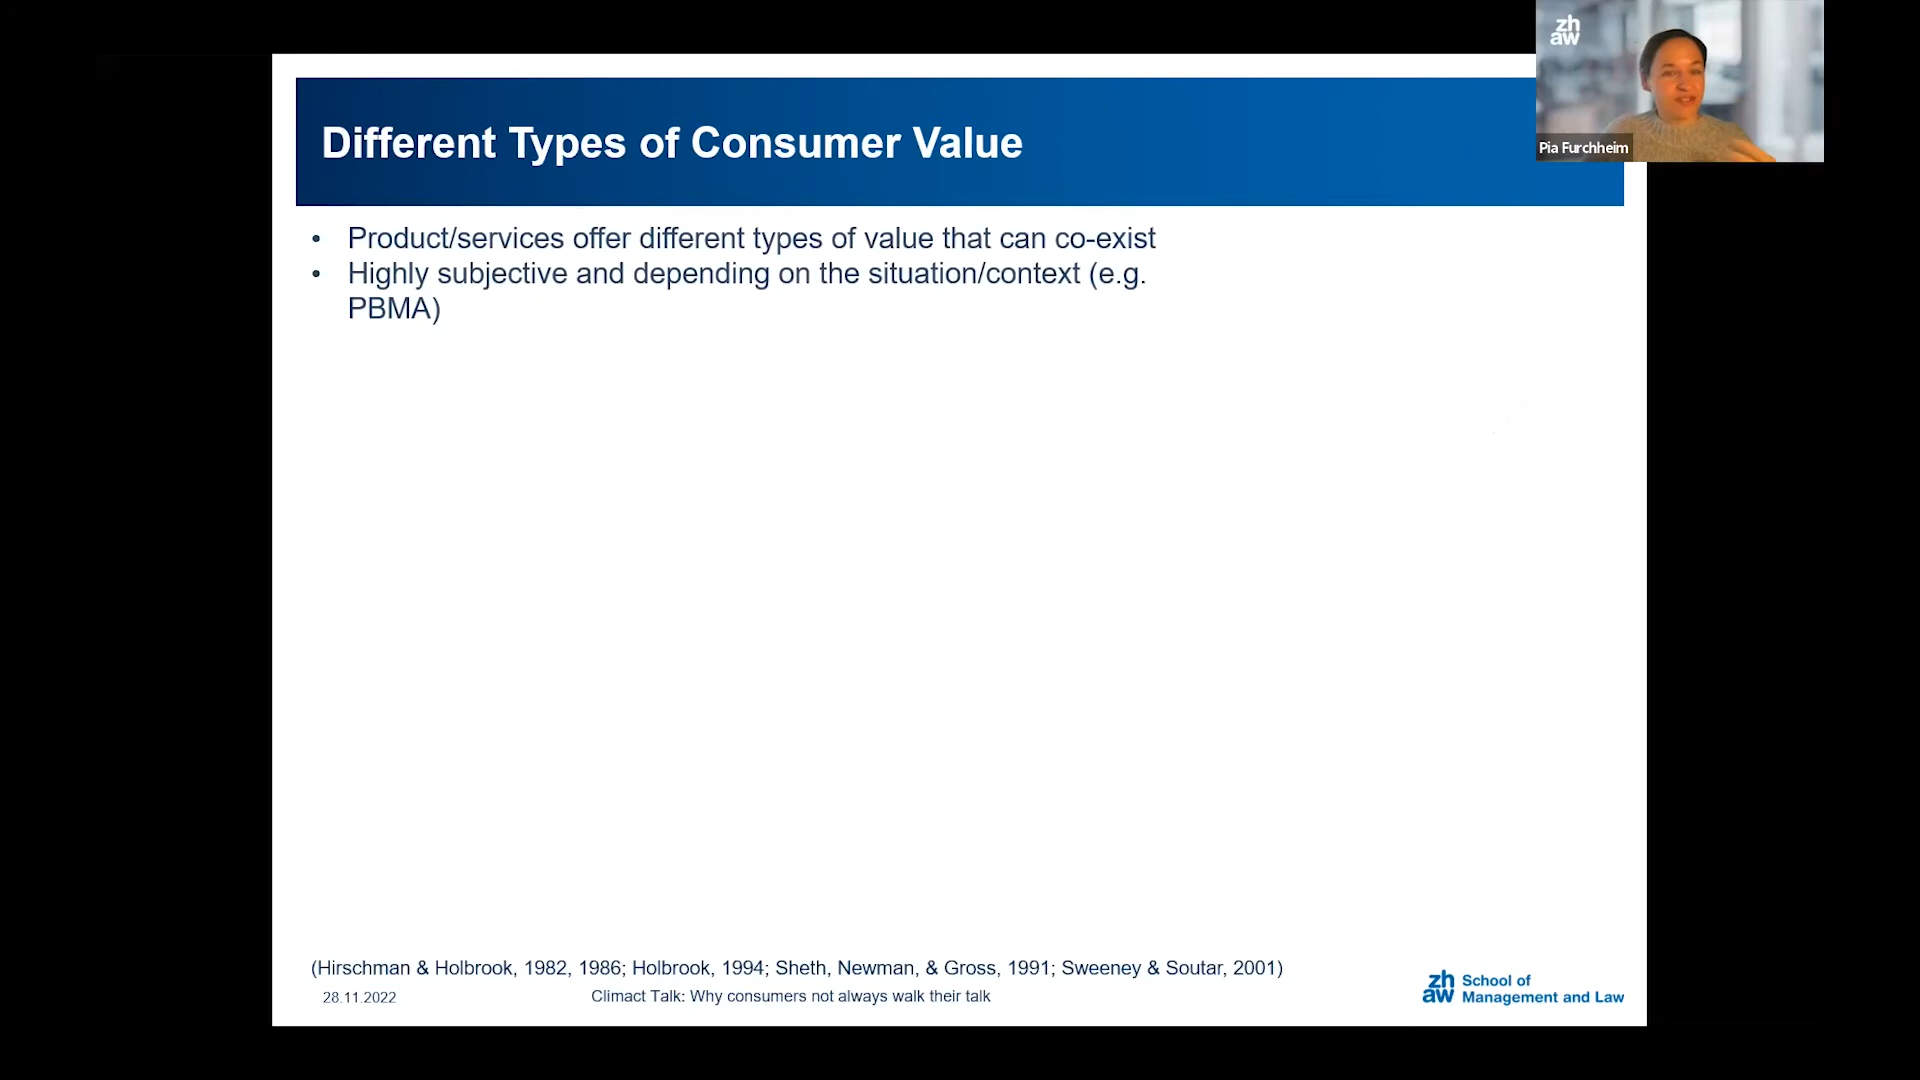 zh
aw
Pia Furchheim
Different Types of Consumer Value
• Product/services offer different types of value that can co-exist
• Highly subjective and depending on the situation/context (e.g.
PBMA)
(Hirschman & Holbrook, 1982, 1986; Holbrook, 1994; Sheth, Newman, & Gross, 1991; Sweeney & Soutar, 2001)
28.11.2022
Climact Talk: Why consumers not always walk their talk
zh
aw
School of
Management and Law